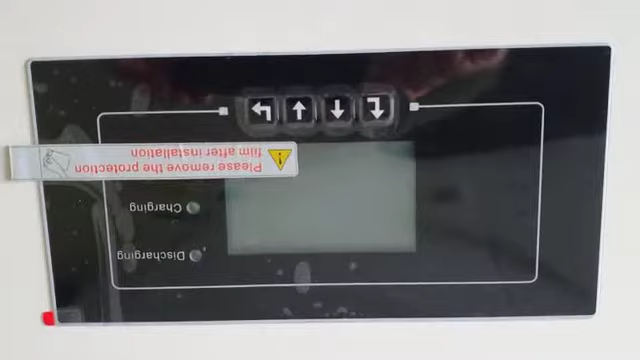 Please remove the protection
film after installation
Charging
Discharging